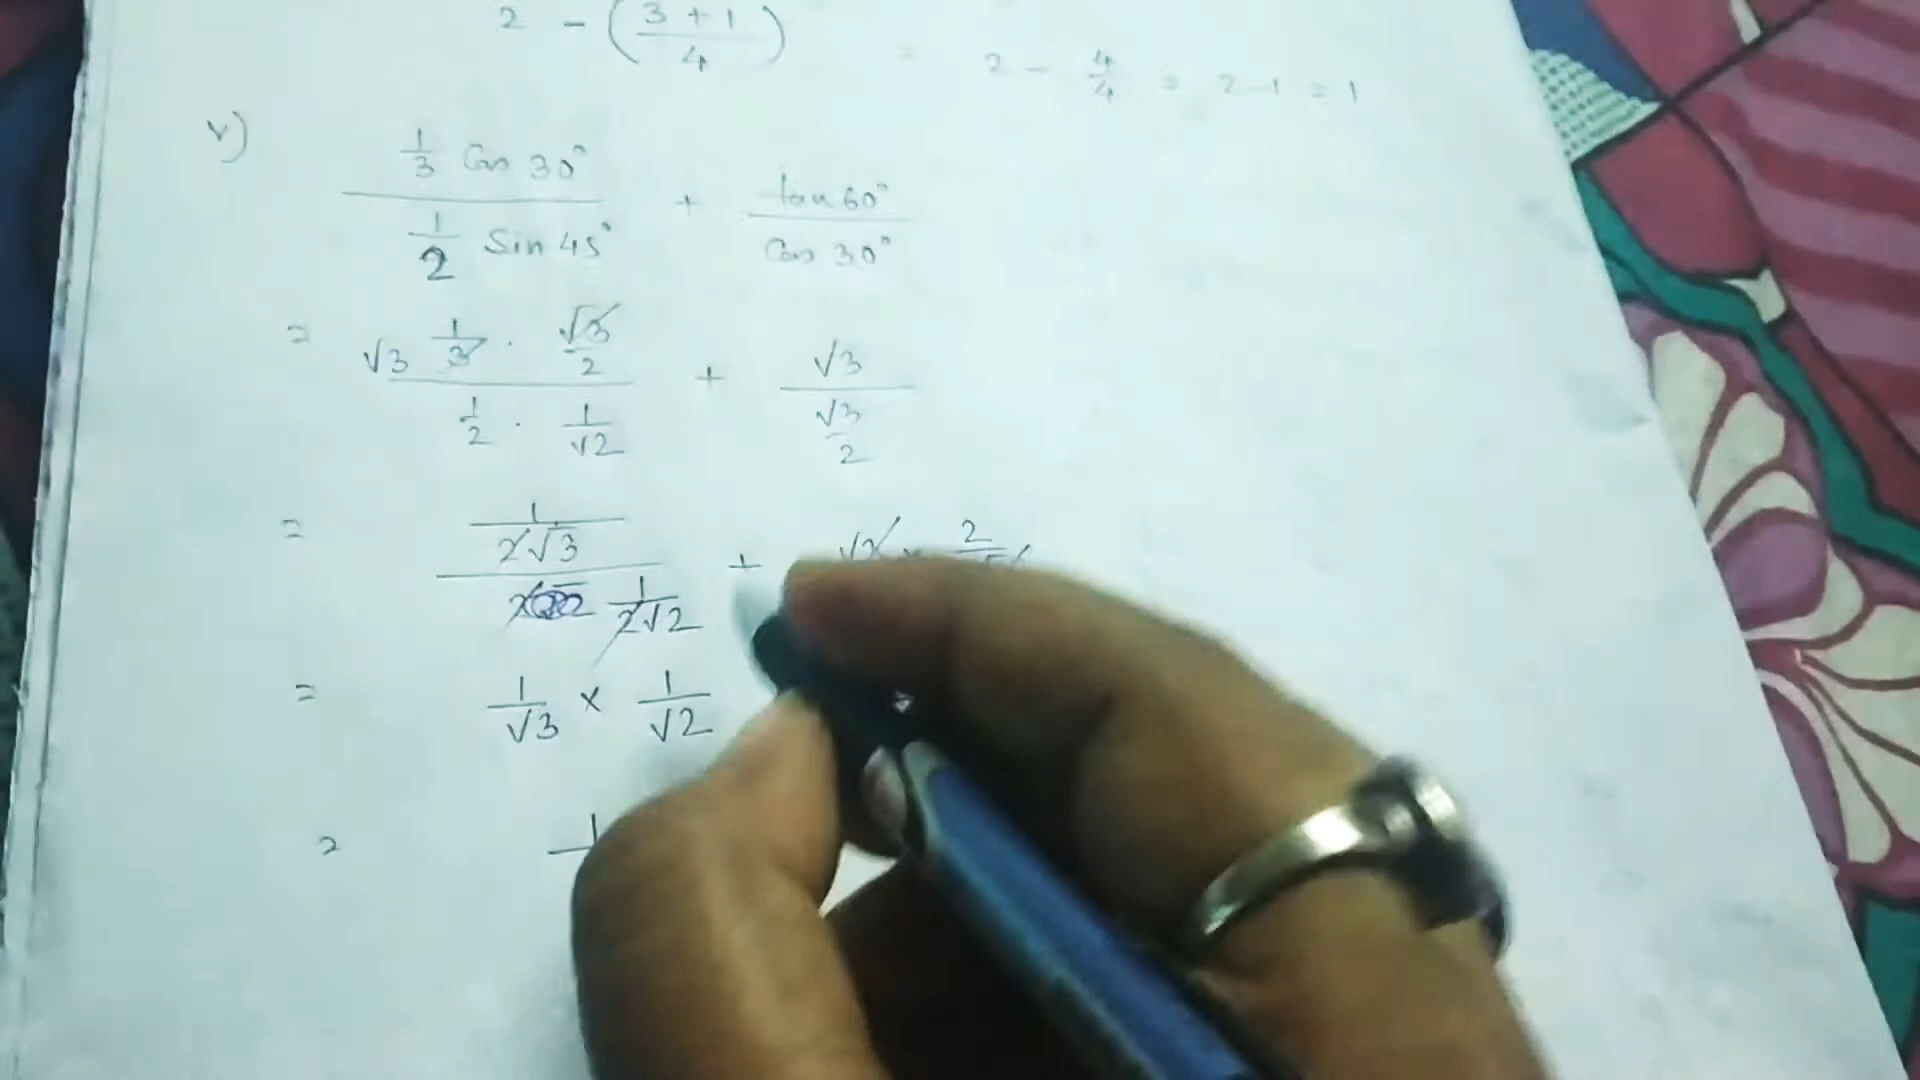 2 - ( (3 + 1)/4 ) = 2 - 4/4 = 2 - 1 = 1
v) (1/3 Cos 30°)/(1/2 Sin 45°) + tan 60°/Cos 30°
= (√3 1/3 · √3/2)/(1/2 · 1/√2) + √3/(√3/2)
= (1/(2√3))/(1/(2√2)) + 2
= 1/√3 × 1/√2
= 1